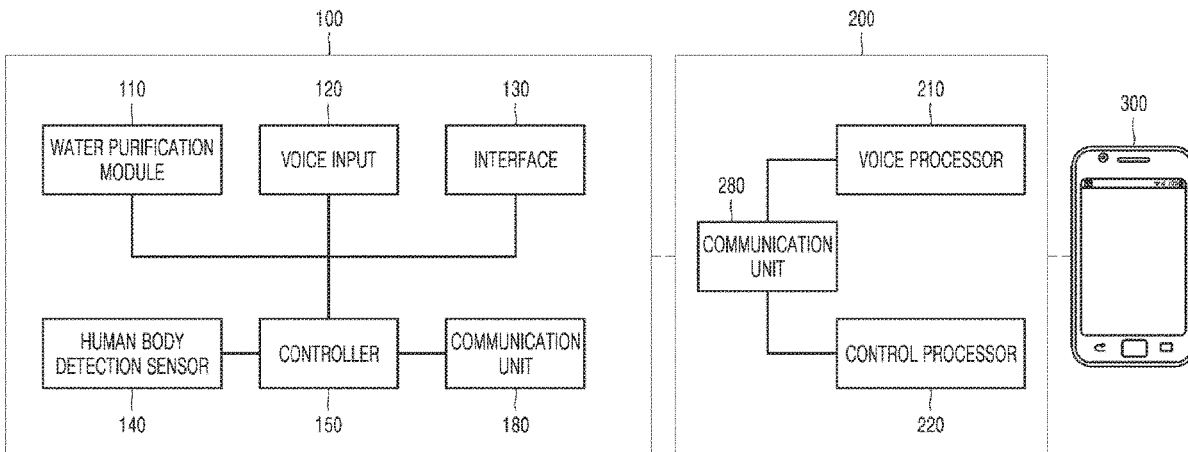 100
200
110
120
130
210
300
WATER PURIFICATION
MODULE
VOICE INPUT
INTERFACE
VOICE PROCESSOR
280
COMMUNICATION
UNIT
HUMAN BODY
DETECTION SENSOR
CONTROLLER
COMMUNICATION
UNIT
CONTROL PROCESSOR
140
150
180
220